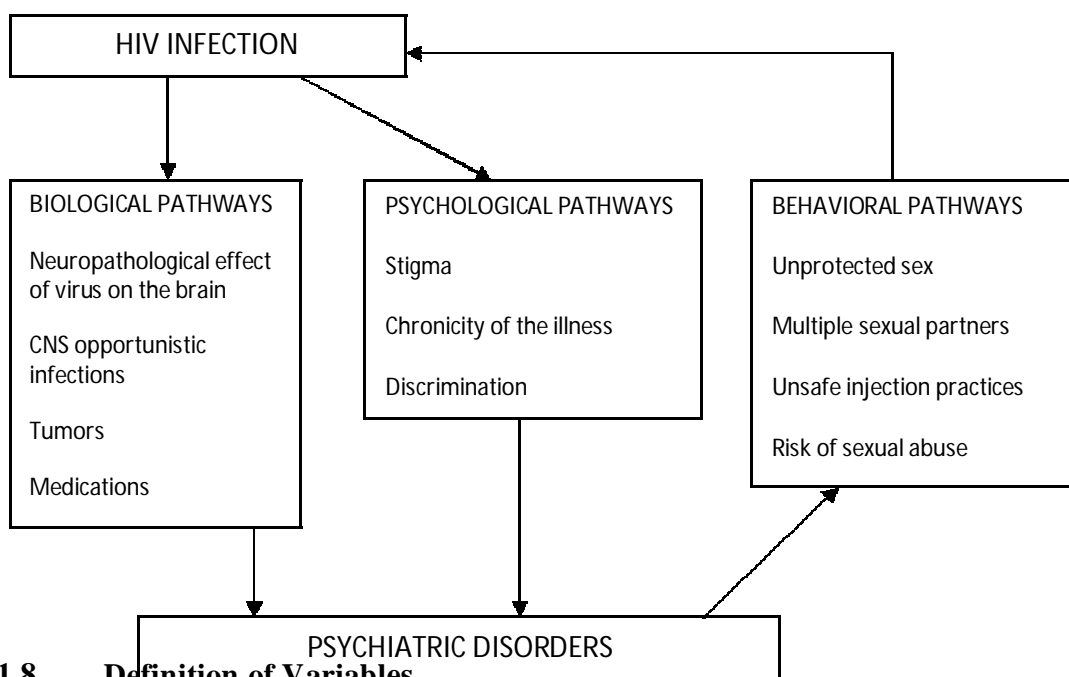 HIV INFECTION
BIOLOGICAL PATHWAYS
Neuropathological effect
of virus on the brain
CNS opportunistic
infections
Tumors
Medications
PSYCHOLOGICAL PATHWAYS
Stigma
Chronicity of the illness
Discrimination
BEHAVIORAL PATHWAYS
Unprotected sex
Multiple sexual partners
Unsafe injection practices
Risk of sexual abuse
PSYCHIATRIC DISORDERS
1.8 Definition of Variables